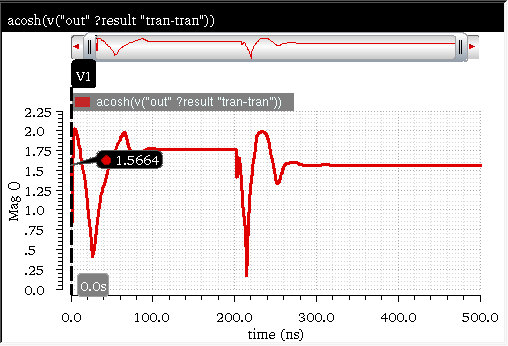 acosh(v("out" ?result "tran-tran"))
V1
acosh(v("out" ?result "tran-tran"))
2.25
2.0
1.75
1.5664
1.5
1.25
1.0
.75
.5
.25
0.0
Mag ()
0.0s
0.0 100.0 200.0 300.0 400.0 500.0
time (ns)